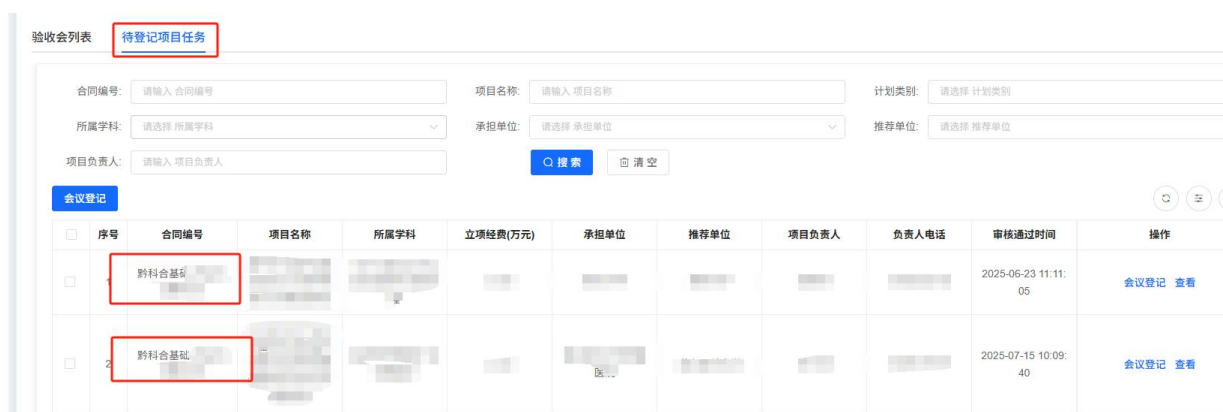 验收会列表 待登记项目任务
合同编号: 请输入 合同编号 项目名称: 请输入 项目名称 计划类别: 请选择 计划类别
所属学科: 请选择 所属学科 承担单位: 请选择 承担单位 推荐单位: 请选择 推荐单位
项目负责人: 请输入 项目负责人 搜索 清空
会议登记
序号 合同编号 项目名称 所属学科 立项经费(万元) 承担单位 推荐单位 项目负责人 负责人电话 审核通过时间 操作
1 黔科合基础 2025-06-23 11:11:
05 会议登记 查看
2 黔科合基础 2025-07-15 10:09:
40 会议登记 查看